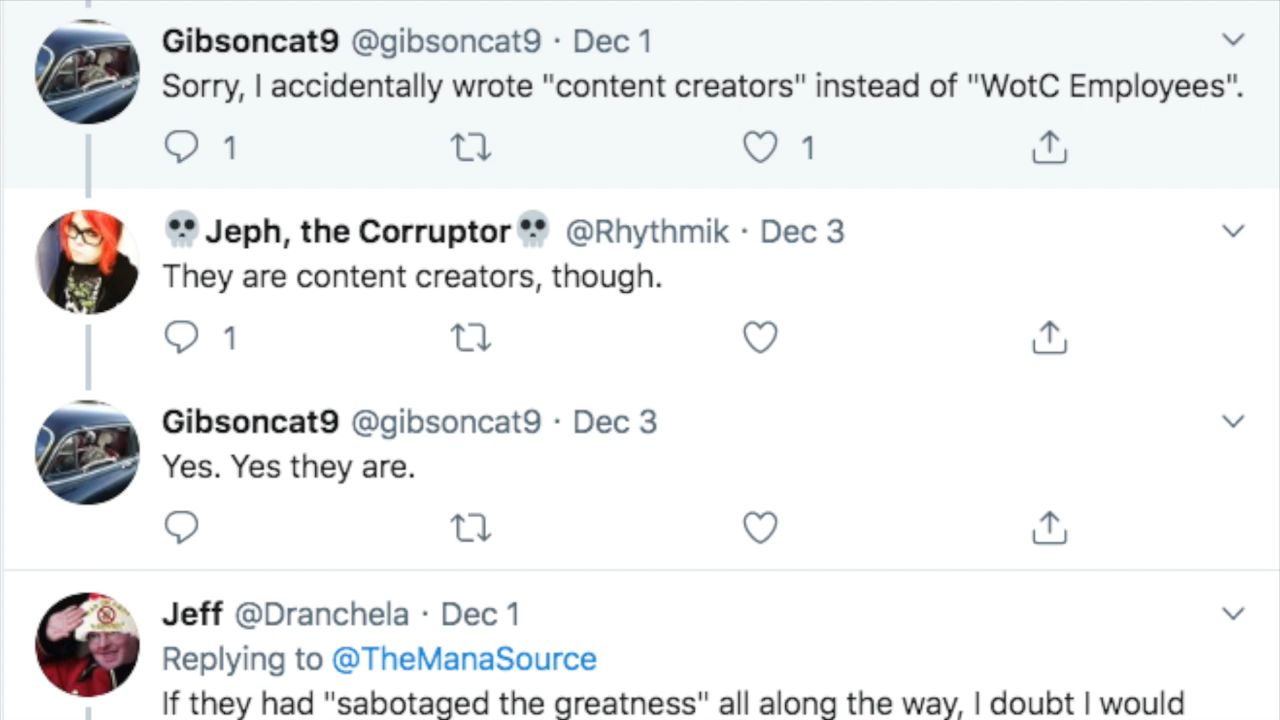 Gibsoncat9 @gibsoncat9 · Dec 1
Sorry, I accidentally wrote "content creators" instead of "WotC Employees".
1 1
💀Jeph, the Corruptor💀 @Rhythmik · Dec 3
They are content creators, though.
1
Gibsoncat9 @gibsoncat9 · Dec 3
Yes. Yes they are.
Jeff @Dranchela · Dec 1
Replying to @TheManaSource
If they had "sabotaged the greatness" all along the way, I doubt I would